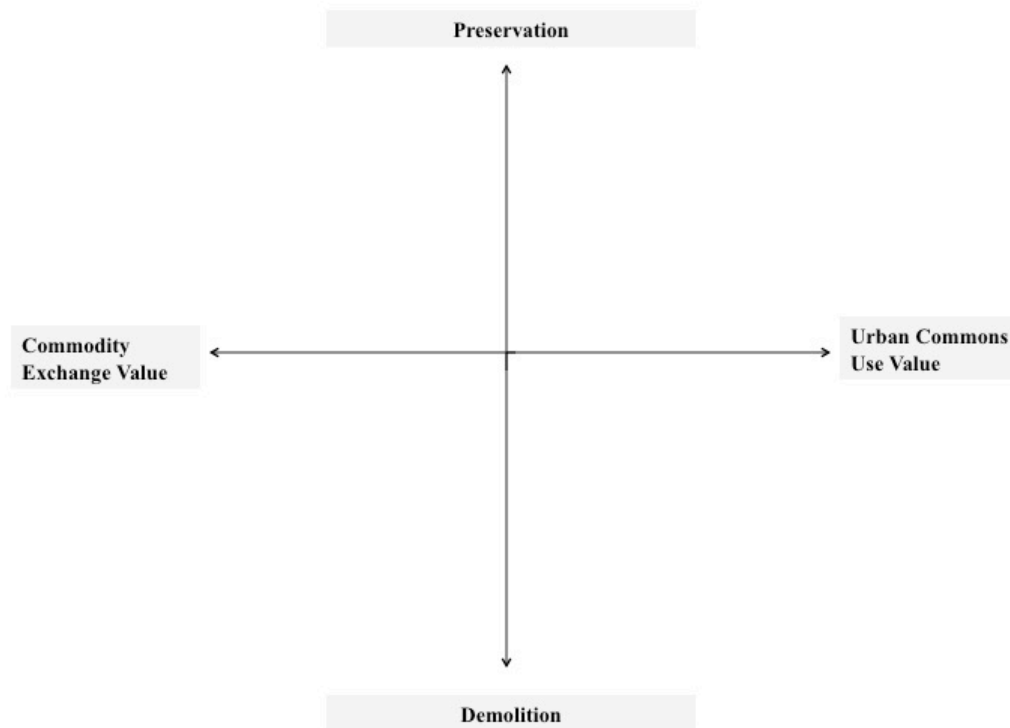 Preservation
Commodity
Exchange Value
Urban Commons
Use Value
Demolition